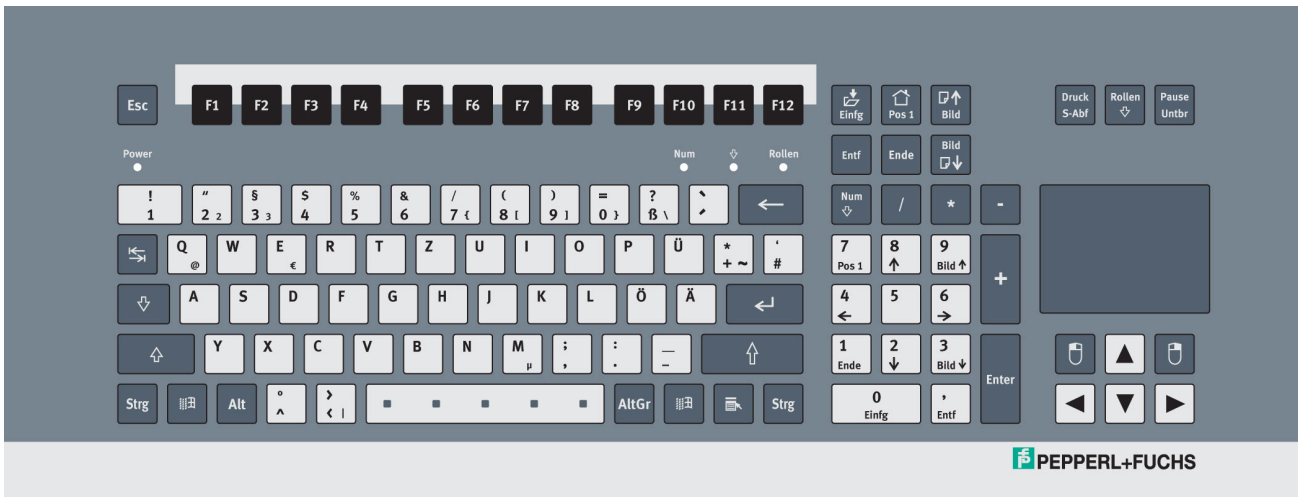 Esc F1 F2 F3 F4 F5 F6 F7 F8 F9 F10 F11 F12 Einfg Pos 1 Bild Druck S-Abf Rollen Pause Untbr
Power Num Rollen Entf Ende Bild
! 1 " 2 2 § 3 3 $ 4 % 5 & 6 / 7 { ( 8 [ ) 9 ] = 0 } ? ß \ ` ´ Num / * -
Q @ W E € R T Z U I O P Ü * + ~ ' # 7 Pos 1 8 ↑ 9 Bild ↑ +
A S D F G H J K L Ö Ä 4 ← 5 6 →
Y X C V B N M µ ; , : . _ - 1 Ende 2 ↓ 3 Bild ↓ Enter
Strg Alt ° ^ > < | AltGr Strg 0 Einfg , Entf
PEPPERL+FUCHS